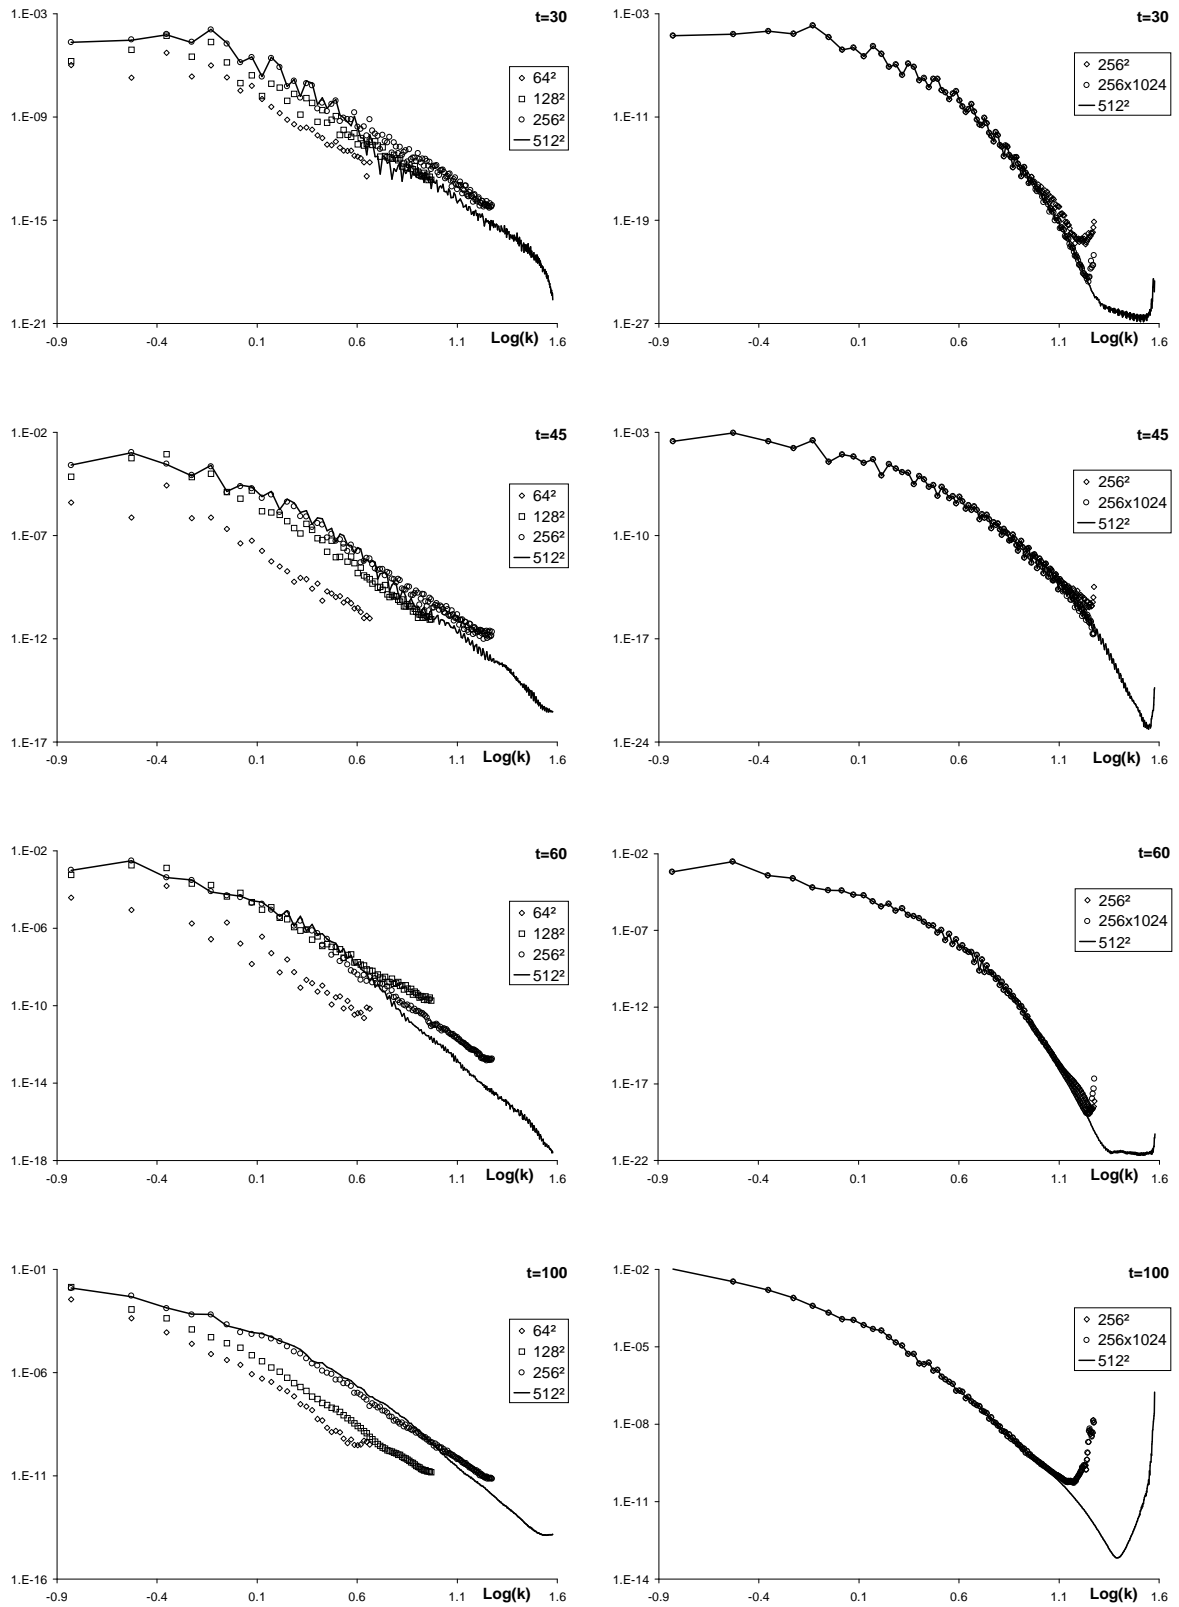 1.E-03
t=30
64²
128²
256²
512²
1.E-09
1.E-15
1.E-21
Log(k)
-0.9
-0.4
0.1
0.6
1.1
1.6
1.E-03
t=30
256²
256x1024
512²
1.E-11
1.E-19
1.E-27
Log(k)
-0.9
-0.4
0.1
0.6
1.1
1.6
1.E-02
t=45
64²
128²
256²
512²
1.E-07
1.E-12
1.E-17
Log(k)
-0.9
-0.4
0.1
0.6
1.1
1.6
1.E-03
t=45
256²
256x1024
512²
1.E-10
1.E-17
1.E-24
Log(k)
-0.9
-0.4
0.1
0.6
1.1
1.6
1.E-02
t=60
64²
128²
256²
512²
1.E-06
1.E-10
1.E-14
1.E-18
Log(k)
-0.9
-0.4
0.1
0.6
1.1
1.6
1.E-02
t=60
256²
256x1024
512²
1.E-07
1.E-12
1.E-17
1.E-22
Log(k)
-0.9
-0.4
0.1
0.6
1.1
1.6
1.E-01
t=100
64²
128²
256²
512²
1.E-06
1.E-11
1.E-16
Log(k)
-0.9
-0.4
0.1
0.6
1.1
1.6
1.E-02
t=100
256²
256x1024
512²
1.E-05
1.E-08
1.E-11
1.E-14
Log(k)
-0.9
-0.4
0.1
0.6
1.1
1.6